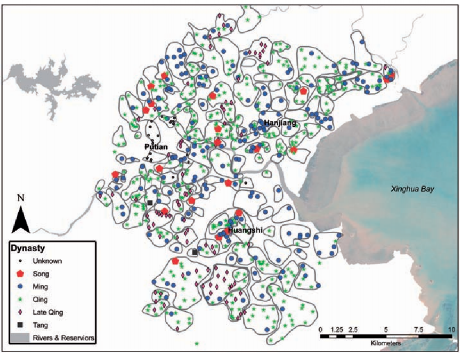 Hanjiang
Putian
Xinghua Bay
Huangshi
N
Dynasty
Unknown
Song
Ming
Qing
Late Qing
Tang
Rivers & Reserviors
0 1.25 2.5 5 7.5 10
Kilometers